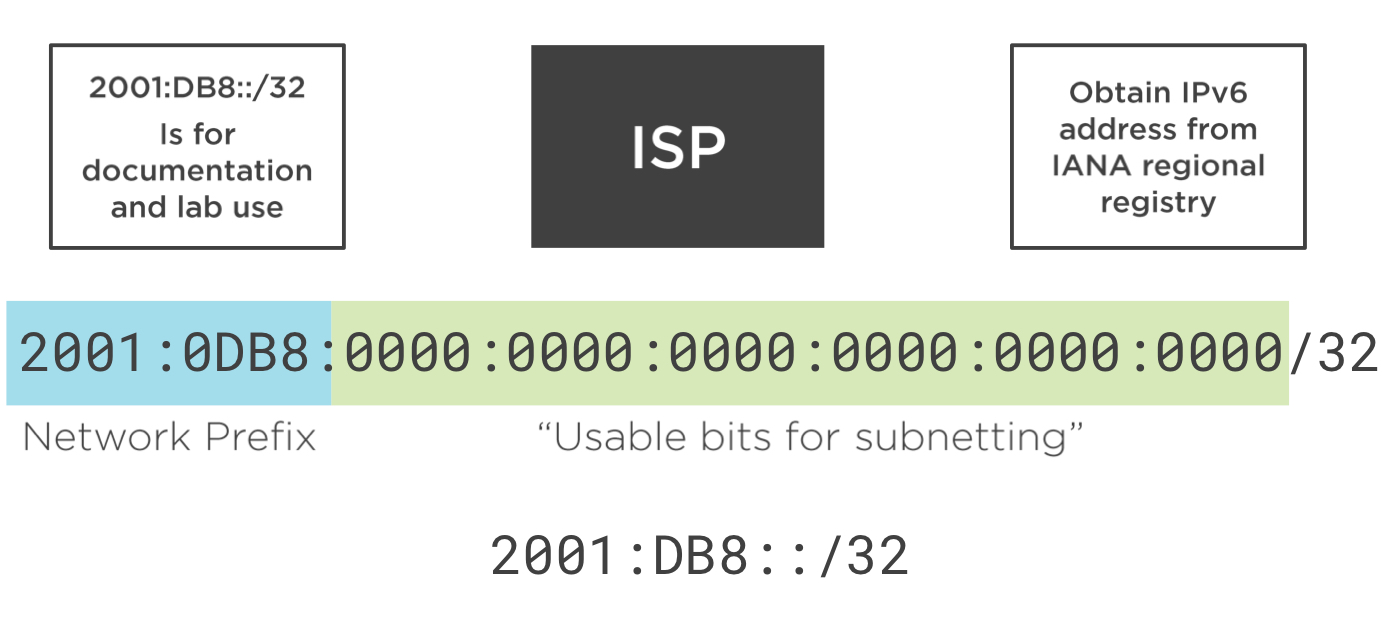 2001:DB8::/32
Is for
documentation
and lab use
ISP
Obtain IPv6
address from
IANA regional
registry
2001:0DB8:0000:0000:0000:0000:0000:0000/32
Network Prefix
“Usable bits for subnetting”
2001:DB8::/32